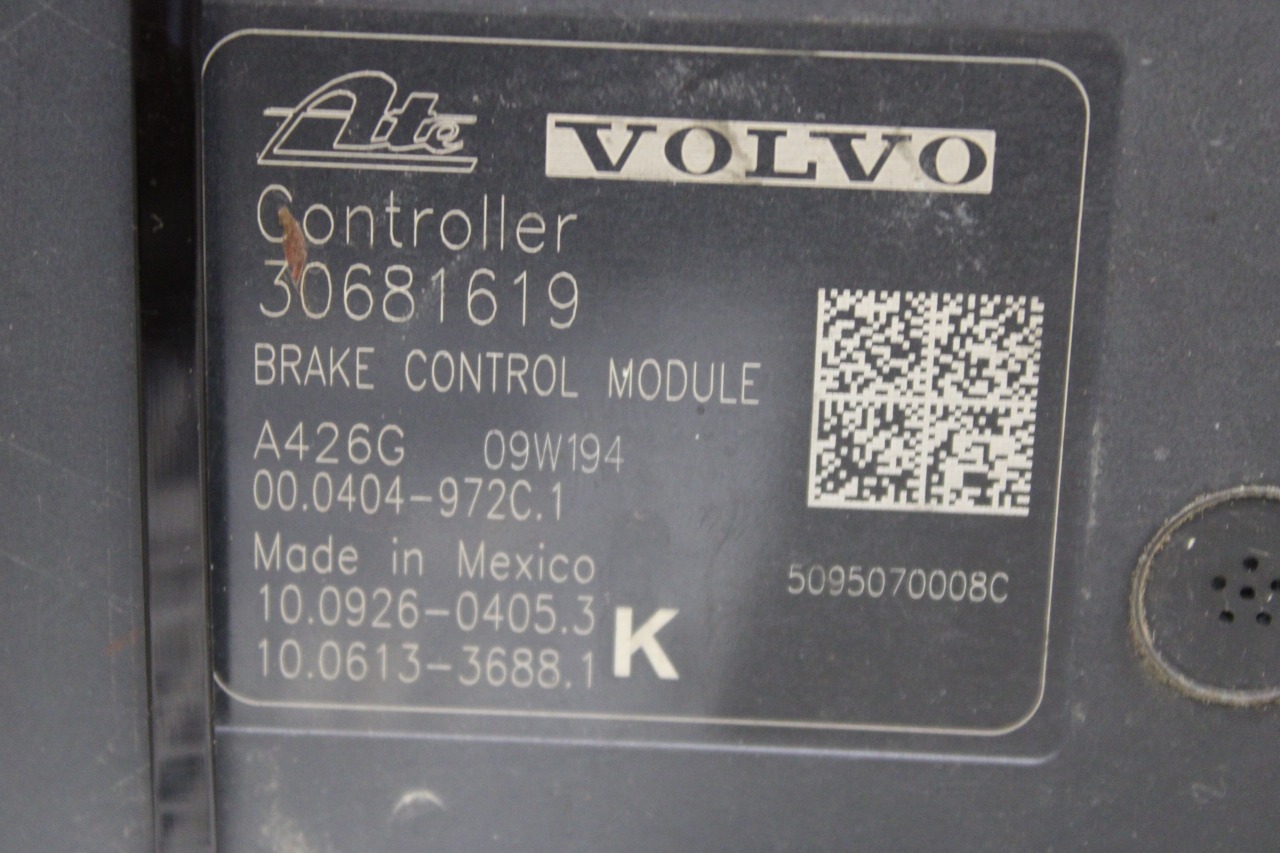 Ate VOLVO
Controller
30681619
BRAKE CONTROL MODULE
A426G 09W194
00.0404-972C.1
Made in Mexico
5095070008C
10.0926-0405.3
10.0613-3688.1 K